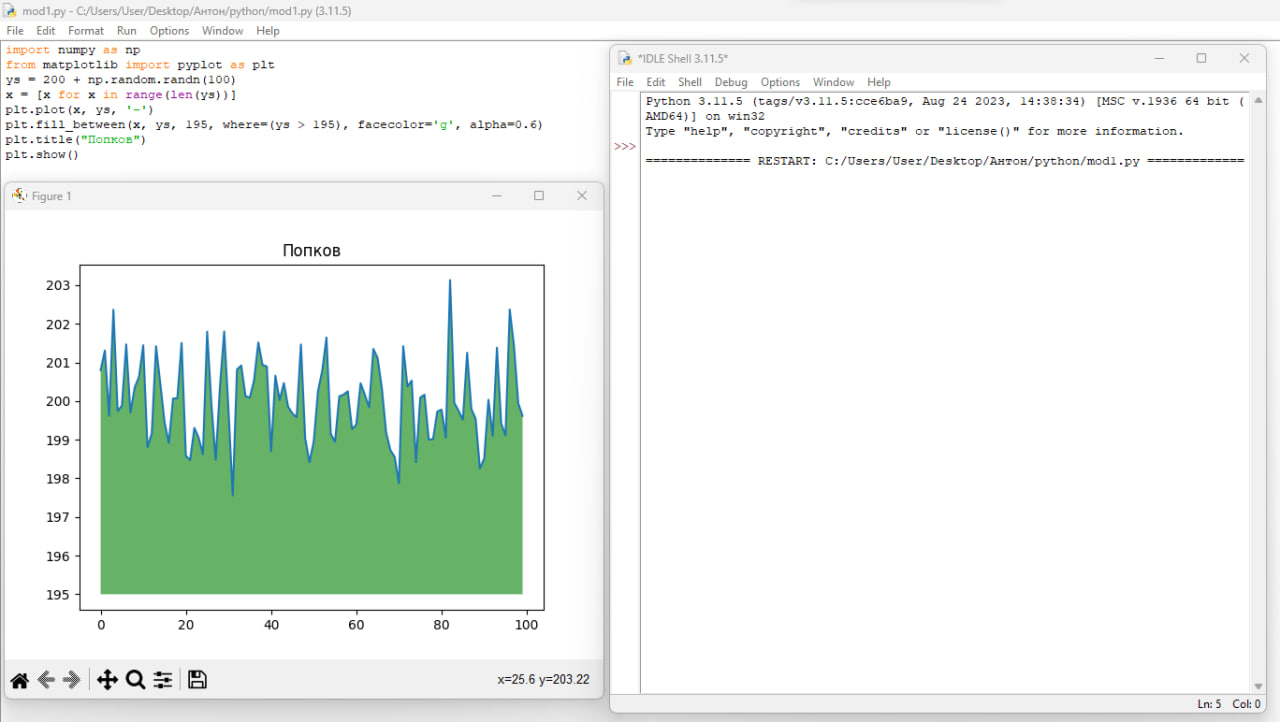 mod1.py - C:/Users/User/Desktop/Антон/python/mod1.py (3.11.5)
File Edit Format Run Options Window Help
import numpy as np
from matplotlib import pyplot as plt
ys = 200 + np.random.randn(100)
x = [x for x in range(len(ys))]
plt.plot(x, ys, '-')
plt.fill_between(x, ys, 195, where=(ys > 195), facecolor='g', alpha=0.6)
plt.title("Попков")
plt.show()
Figure 1
Попков
203
202
201
200
199
198
197
196
195
0 20 40 60 80 100
x=25.6 y=203.22
*IDLE Shell 3.11.5*
File Edit Shell Debug Options Window Help
Python 3.11.5 (tags/v3.11.5:cce6ba9, Aug 24 2023, 14:38:34) [MSC v.1936 64 bit (
AMD64)] on win32
Type "help", "copyright", "credits" or "license()" for more information.
>>>
============== RESTART: C:/Users/User/Desktop/Антон/python/mod1.py =============
Ln: 5 Col: 0